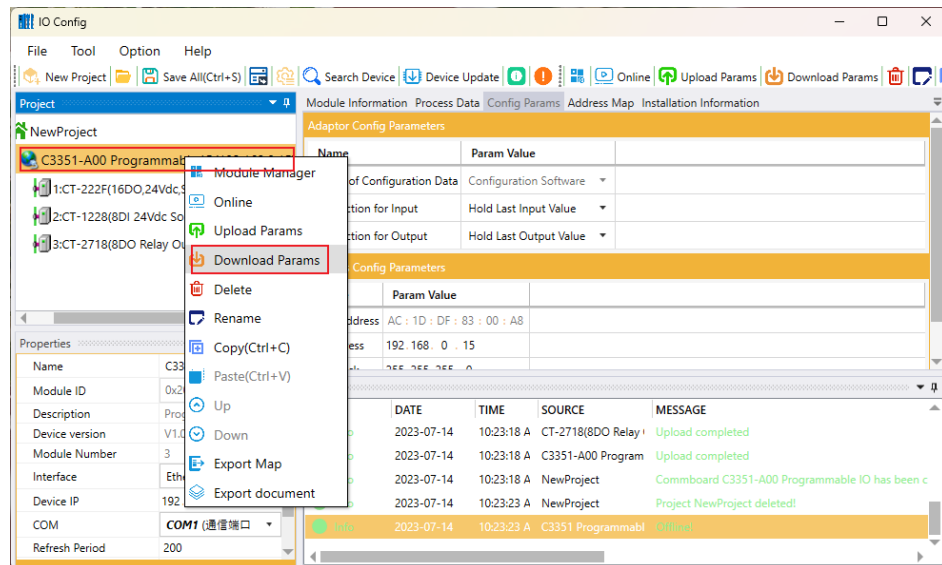 IO Config
File Tool Option Help
New Project Save All(Ctrl+S) Search Device Device Update Online Upload Params Download Params
Project
NewProject
C3351-A00 Programmab
1:CT-222F(16DO,24Vdc,S
2:CT-1228(8DI 24Vdc So
3:CT-2718(8DO Relay Ou
Module Manager
Online
Upload Params
Download Params
Delete
Rename
Copy(Ctrl+C)
Paste(Ctrl+V)
Up
Down
Export Map
Export document
Properties
Name C33
Module ID 0x2
Description Prog
Device version V1.0
Module Number 3
Interface Ethe
Device IP 192
COM COM1 (通信端口
Refresh Period 200
Module Information Process Data Config Params Address Map Installation Information
Adaptor Config Parameters
Name Param Value
of Configuration Data Configuration Software
ction for Input Hold Last Input Value
ction for Output Hold Last Output Value
Config Parameters
Param Value
ddress AC : 1D : DF : 83 : 00 : A8
ess 192.168. 0 . 15
255 255 255 0
DATE TIME SOURCE MESSAGE
2023-07-14 10:23:18 A CT-2718(8DO Relay Upload completed
2023-07-14 10:23:18 A C3351-A00 Program Upload completed
2023-07-14 10:23:18 A NewProject Commboard C3351-A00 Programmable IO has been c
2023-07-14 10:23:23 A NewProject Project NewProject deleted!
Info 2023-07-14 10:23:23 A C3351 Programmabl